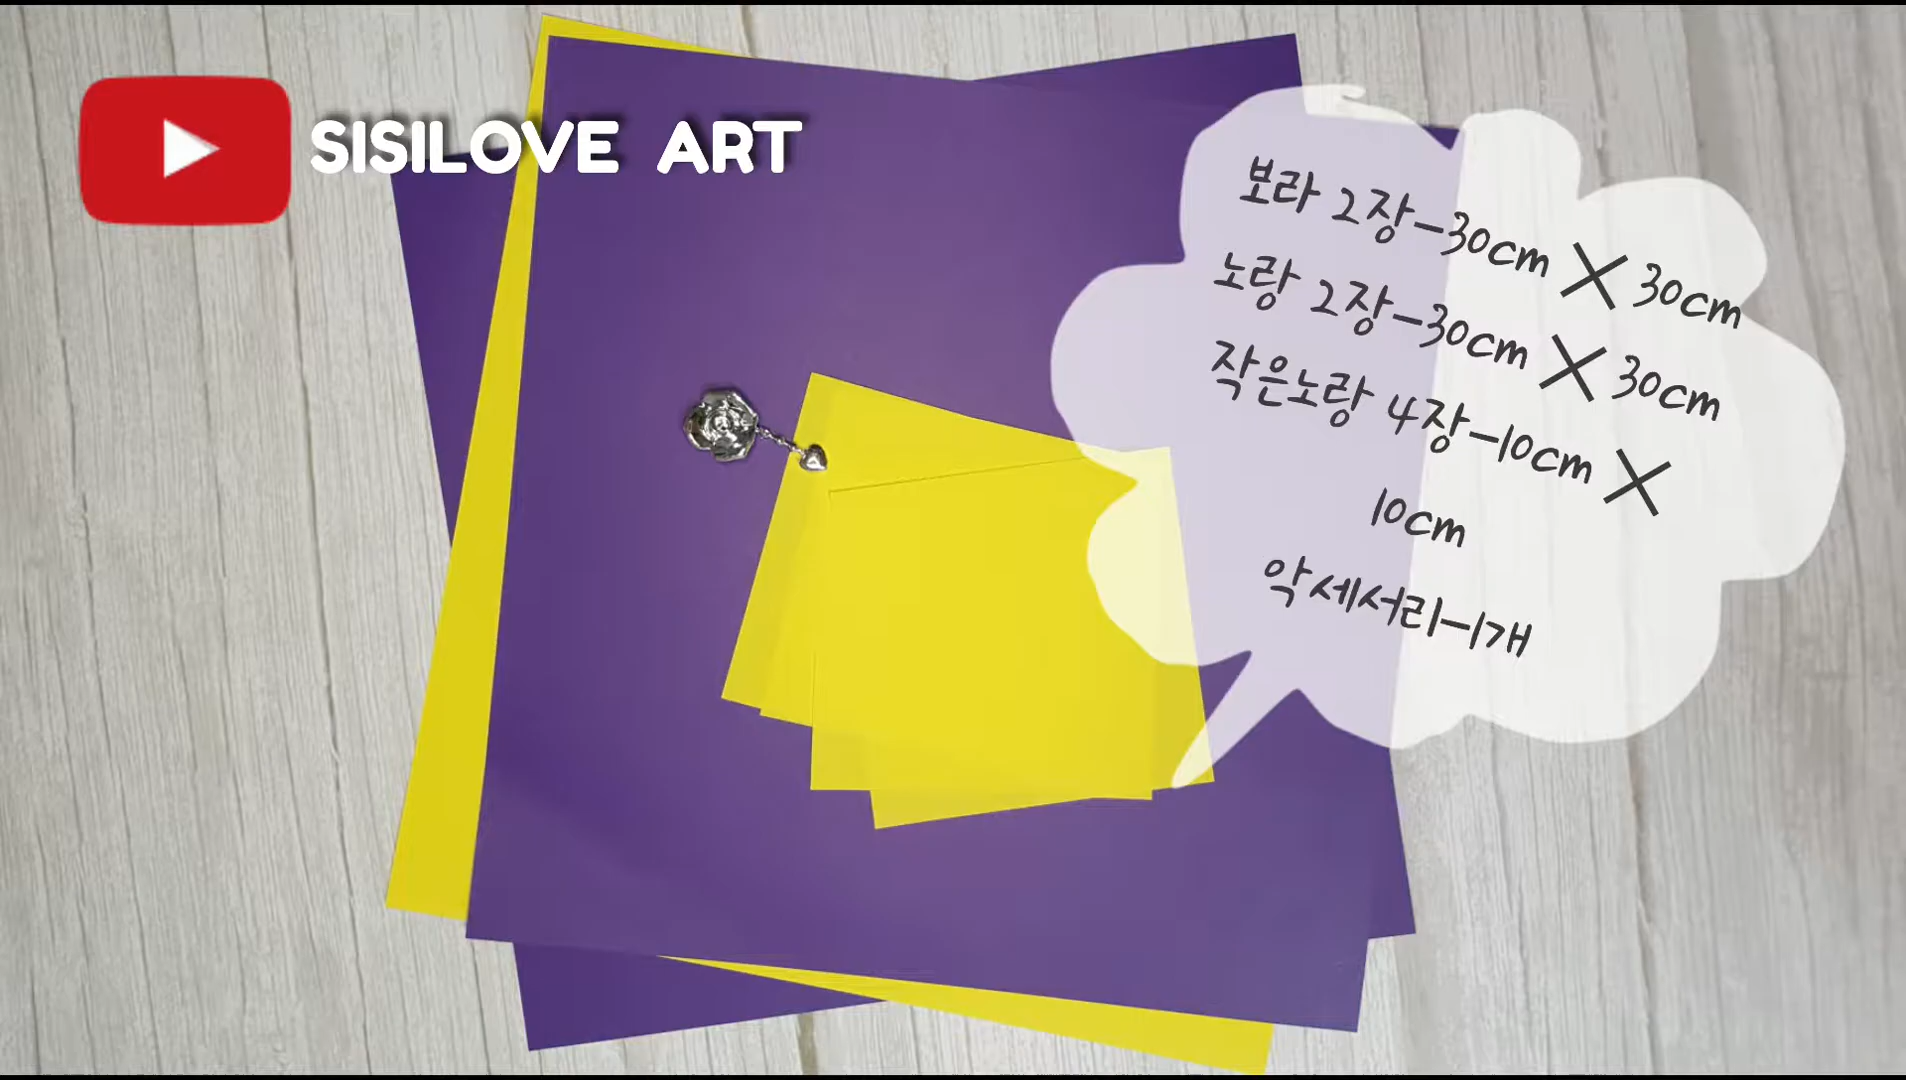 SISILOVE ART
보라 2장-30cm X 30cm
노랑 2장-30cm X 30cm
작은노랑 4장-10cm X
10cm
악세서리-1개